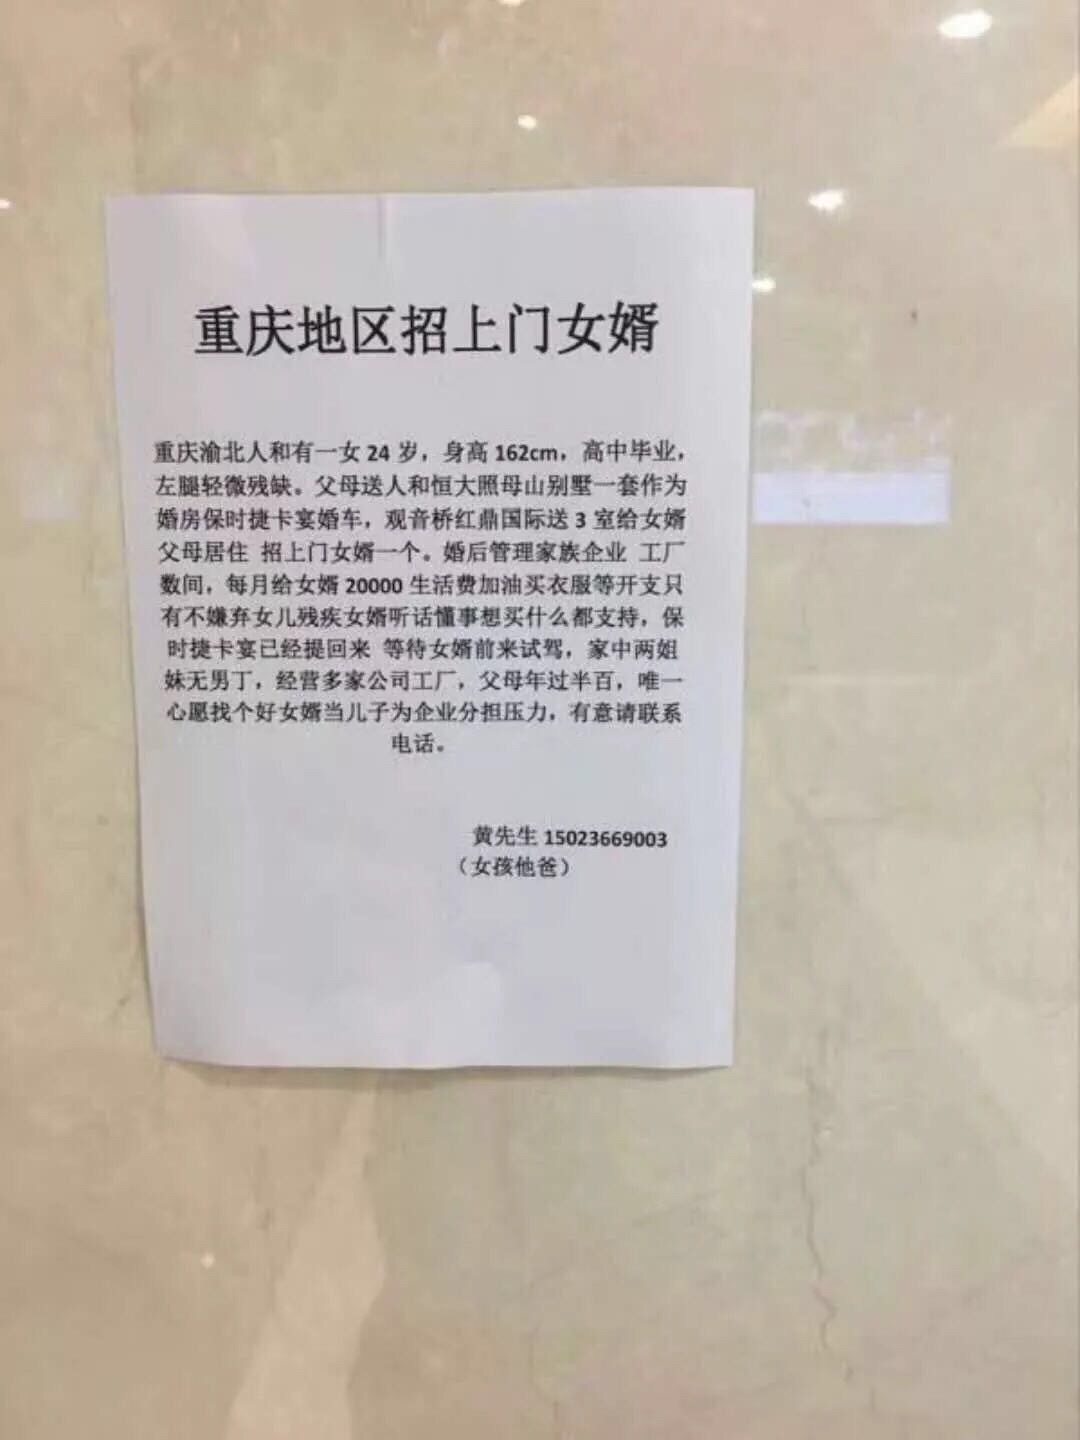 重庆地区招上门女婿
重庆渝北人和有一女 24 岁，身高 162cm，高中毕业，
左腿轻微残缺。父母送人和恒大照母山别墅一套作为
婚房保时捷卡宴婚车，观音桥红鼎国际送 3 室给女婿
父母居住 招上门女婿一个。婚后管理家族企业 工厂
数间，每月给女婿 20000 生活费加油买衣服等开支只
有不嫌弃女儿残疾女婿听话懂事想买什么都支持，保
时捷卡宴已经提回来 等待女婿前来试驾，家中两姐
妹无男丁，经营多家公司工厂，父母年过半百，唯一
心愿找个好女婿当儿子为企业分担压力，有意请联系
电话。
黄先生 15023669003
（女孩他爸）